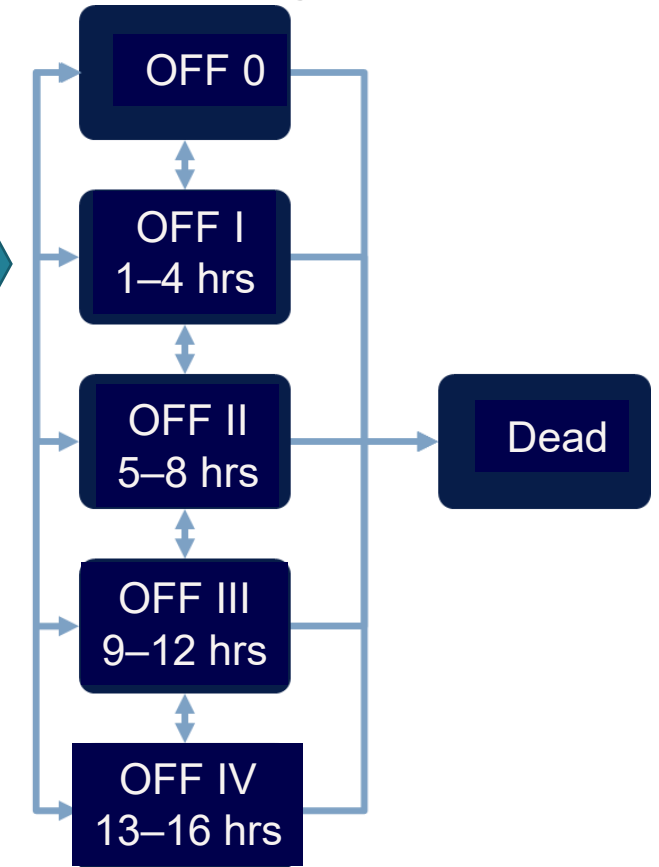 OFF 0
OFF I
1–4 hrs
OFF II
5–8 hrs
Dead
OFF III
9–12 hrs
OFF IV
13–16 hrs